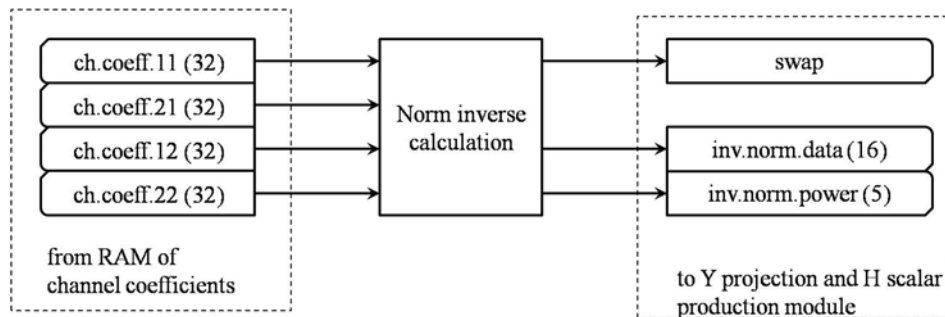 ch.coeff.11 (32)
ch.coeff.21 (32)
ch.coeff.12 (32)
ch.coeff.22 (32)
from RAM of
channel coefficients
Norm inverse
calculation
swap
inv.norm.data (16)
inv.norm.power (5)
to Y projection and H scalar
production module